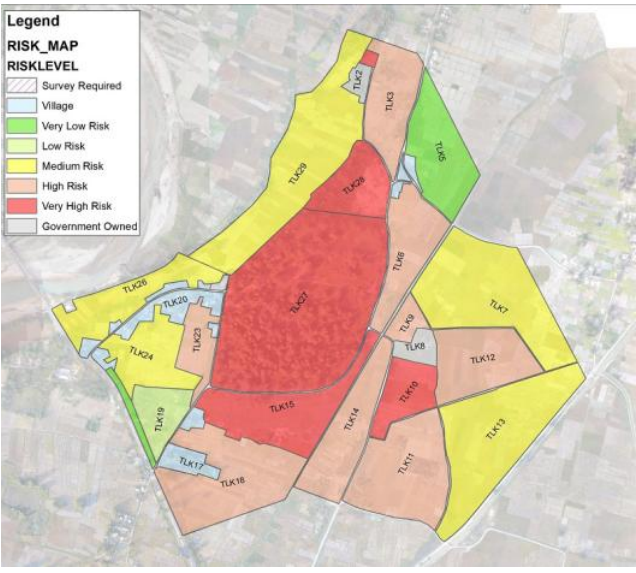 Legend
RISK_MAP
RISKLEVEL
Survey Required
Village
Very Low Risk
Low Risk
Medium Risk
High Risk
Very High Risk
Government Owned
TLK2
TLK3
TLK5
TLK29
TLK28
TLK6
TLK27
TLK7
TLK26
TLK20
TLK23
TLK9
TLK8
TLK12
TLK24
TLK10
TLK15
TLK14
TLK19
TLK13
TLK11
TLK17
TLK18